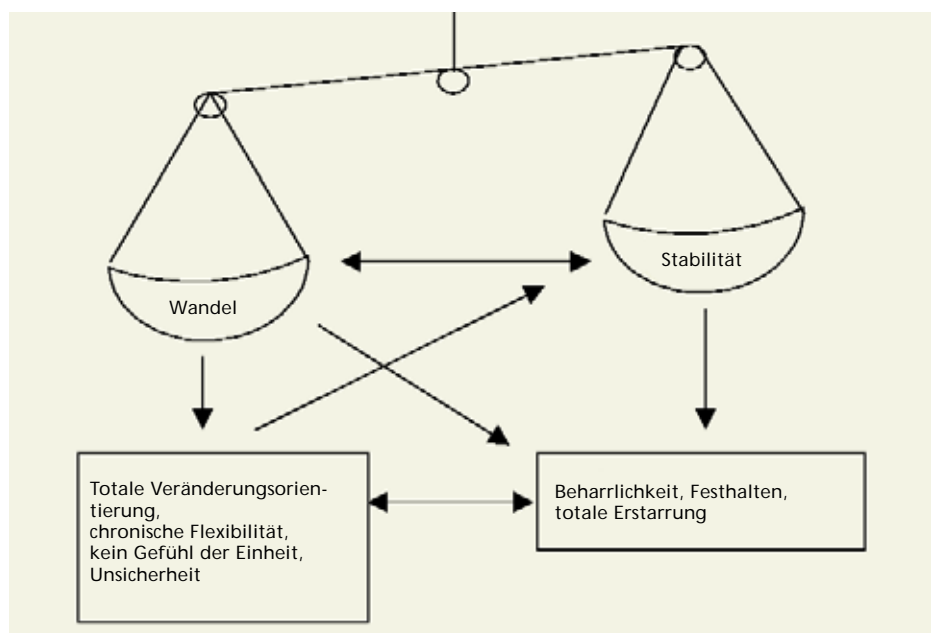 Stabilität
Wandel
Totale Veränderungsorien-
tierung,
chronische Flexibilität,
kein Gefühl der Einheit,
Unsicherheit
Beharrlichkeit, Festhalten,
totale Erstarrung